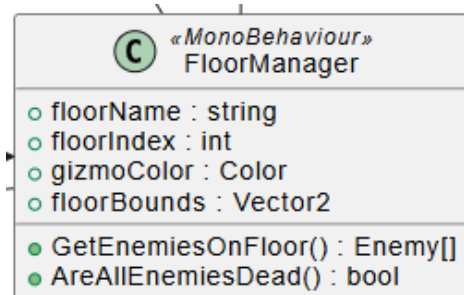 C «MonoBehaviour»
FloorManager
floorName : string
floorIndex : int
gizmoColor : Color
floorBounds : Vector2
GetEnemiesOnFloor() : Enemy[]
AreAllEnemiesDead() : bool